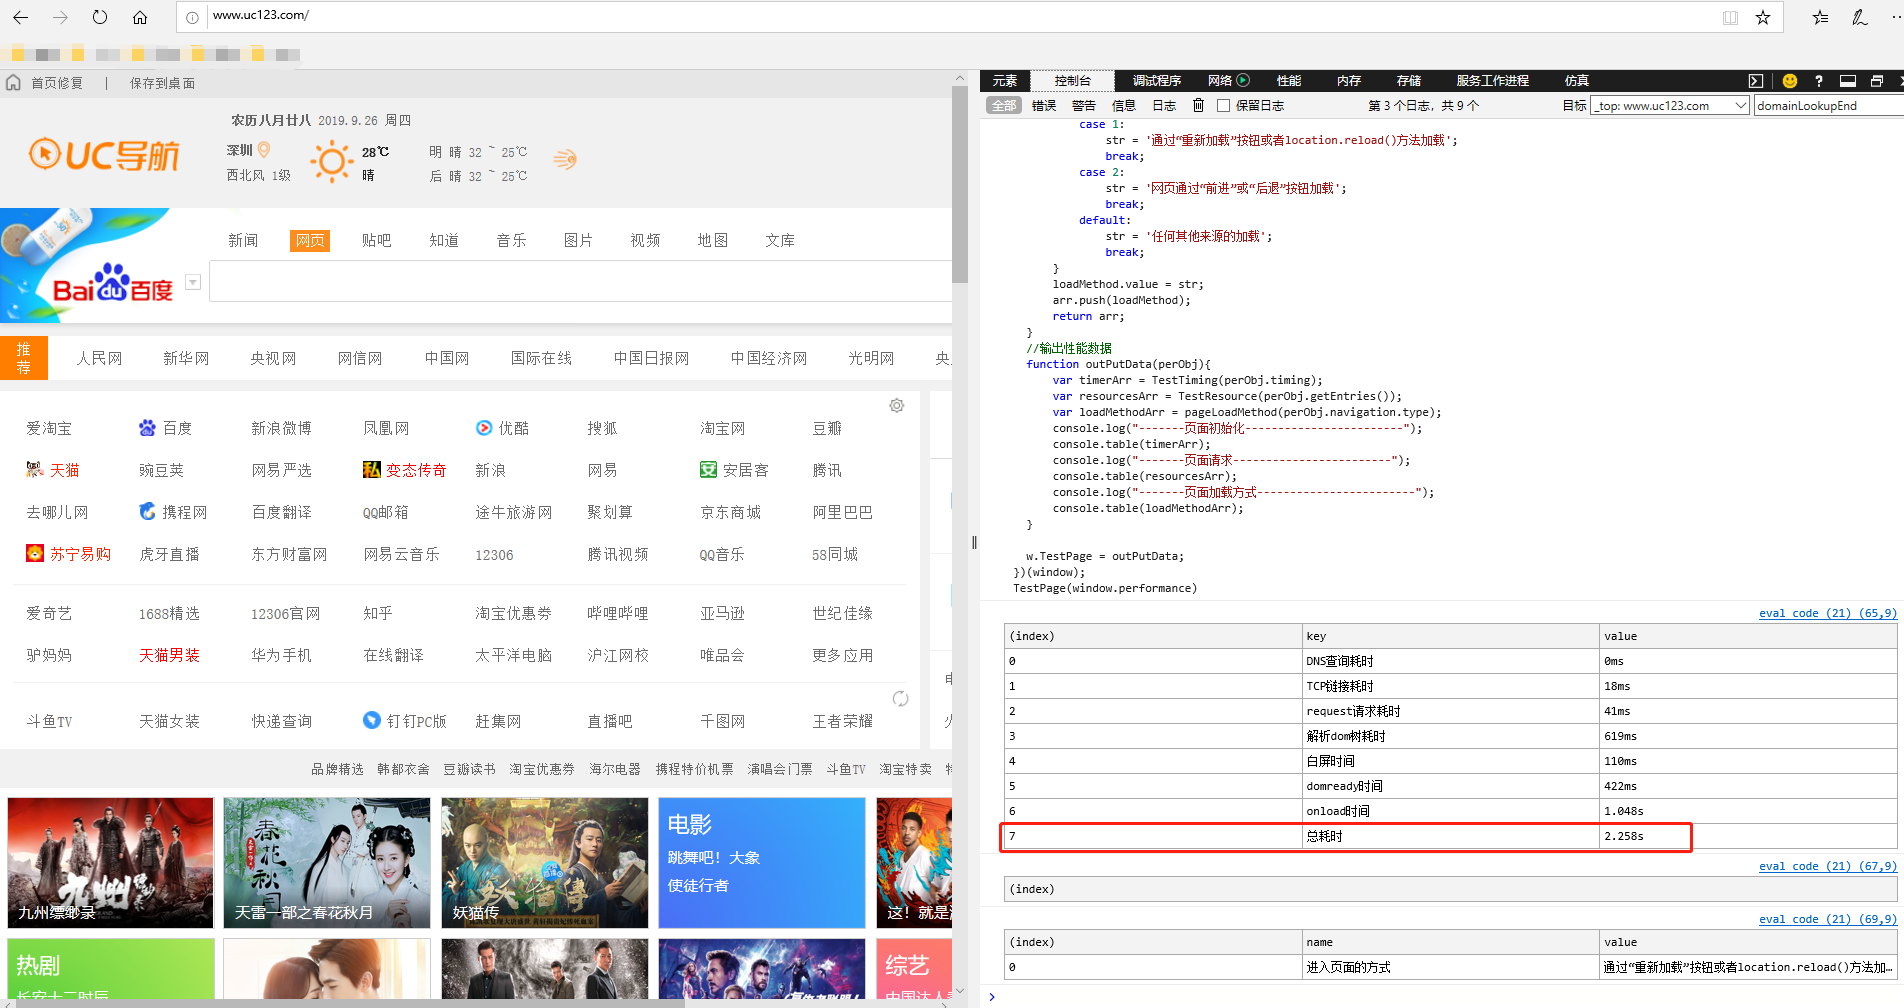 www.uc123.com/
首页修复 | 保存到桌面
农历八月廿八 2019.9.26 周四
UC导航
深圳
西北风 1级
28℃
晴
明 晴 32 ~ 25℃
后 晴 32 ~ 25℃
新闻 网页 贴吧 知道 音乐 图片 视频 地图 文库
Bai du 百度
推荐 人民网 新华网 央视网 网信网 中国网 国际在线 中国日报网 中国经济网 光明网 央
爱淘宝 百度 新浪微博 凤凰网 优酷 搜狐 淘宝网 豆瓣
天猫 豌豆荚 网易严选 私 变态传奇 新浪 网易 安居客 腾讯
去哪儿网 携程网 百度翻译 QQ邮箱 途牛旅游网 聚划算 京东商城 阿里巴巴
苏宁易购 虎牙直播 东方财富网 网易云音乐 12306 腾讯视频 QQ音乐 58同城
爱奇艺 1688精选 12306官网 知乎 淘宝优惠券 哔哩哔哩 亚马逊 世纪佳缘
驴妈妈 天猫男装 华为手机 在线翻译 太平洋电脑 沪江网校 唯品会 更多应用
斗鱼TV 天猫女装 快递查询 钉钉PC版 赶集网 直播吧 千图网 王者荣耀
品牌精选 韩都衣舍 豆瓣读书 淘宝优惠券 海尔电器 携程特价机票 演唱会门票 斗鱼TV 淘宝特卖
九州缥缈录
春花秋月
天雷一部之春花秋月
妖猫传
电影
跳舞吧！大象
使徒行者
这！就是
热剧
长安十二时辰
综艺
中国达人
元素 控制台 调试程序 网络 性能 内存 存储 服务工作进程 仿真
全部 错误 警告 信息 日志 保留日志 第 3 个日志，共 9 个 目标 _top: www.uc123.com domainLookupEnd
case 1:
str = '通过“重新加载”按钮或者location.reload()方法加载';
break;
case 2:
str = '网页通过“前进”或“后退”按钮加载';
break;
default:
str = '任何其他来源的加载';
break;
}
loadMethod.value = str;
arr.push(loadMethod);
return arr;
}
//输出性能数据
function outPutData(perObj){
var timerArr = TestTiming(perObj.timing);
var resourcesArr = TestResource(perObj.getEntries());
var loadMethodArr = pageLoadMethod(perObj.navigation.type);
console.log("-------页面初始化------------------------");
console.table(timerArr);
console.log("-------页面请求------------------------");
console.table(resourcesArr);
console.log("-------页面加载方式------------------------");
console.table(loadMethodArr);
}
w.TestPage = outPutData;
})(window);
TestPage(window.performance)
eval code (21) (65,9)
(index) key value
0 DNS查询耗时 0ms
1 TCP链接耗时 18ms
2 request请求耗时 41ms
3 解析dom树耗时 619ms
4 白屏时间 110ms
5 domready时间 422ms
6 onload时间 1.048s
7 总耗时 2.258s
eval code (21) (67,9)
(index)
eval code (21) (69,9)
(index) name value
0 进入页面的方式 通过“重新加载”按钮或者location.reload()方法加…